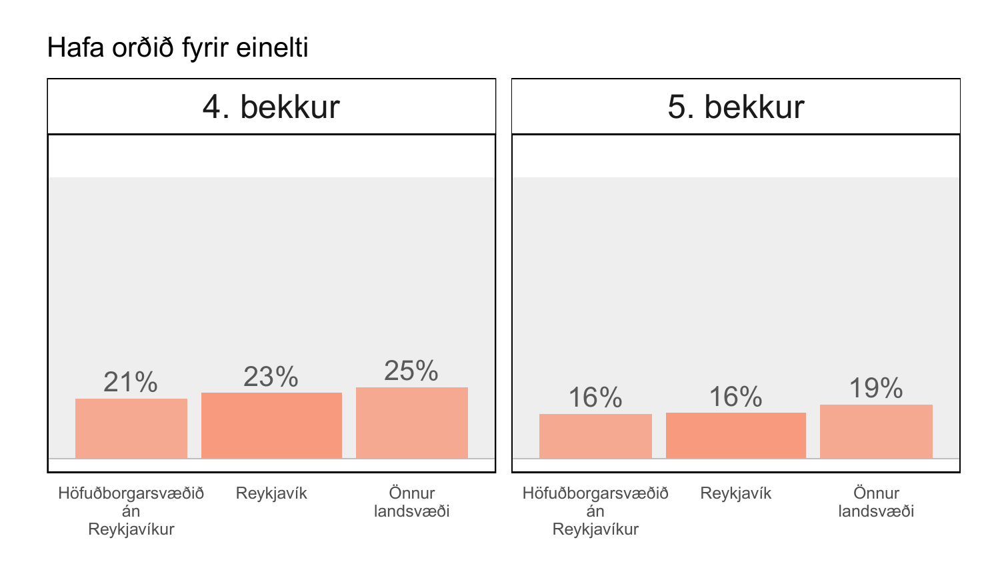 Hafa orðið fyrir einelti
4. bekkur
21%
23%
25%
Höfuðborgarsvæðið
án
Reykjavíkur
Reykjavík
Önnur
landsvæði
5. bekkur
16%
16%
19%
Höfuðborgarsvæðið
án
Reykjavíkur
Reykjavík
Önnur
landsvæði